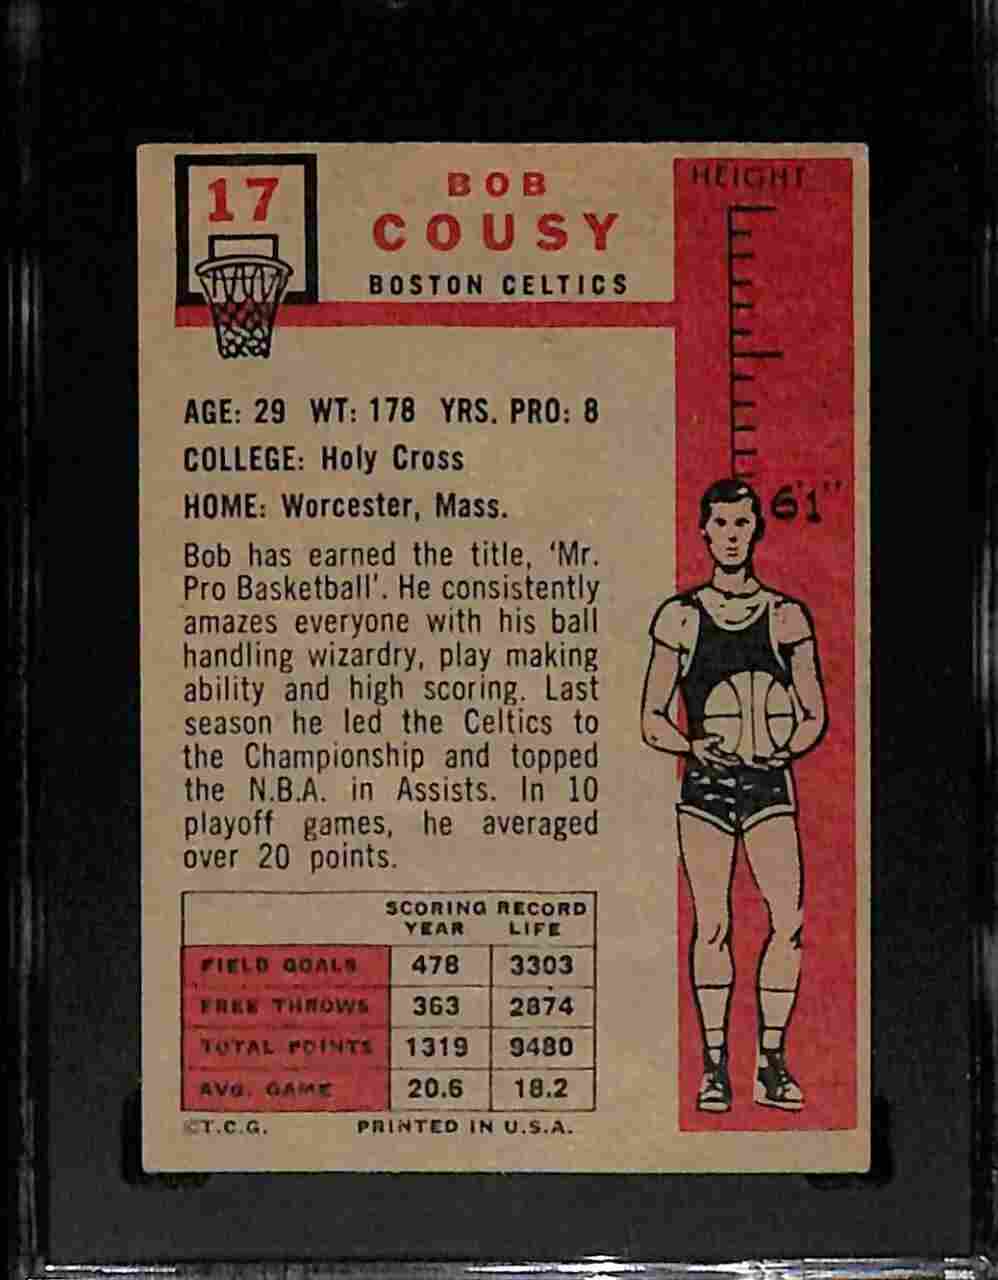 17
BOB
COUSY
BOSTON CELTICS
HEIGHT
6'1"
AGE: 29 WT: 178 YRS. PRO: 8
COLLEGE: Holy Cross
HOME: Worcester, Mass.
Bob has earned the title, 'Mr.
Pro Basketball'. He consistently
amazes everyone with his ball
handling wizardry, play making
ability and high scoring. Last
season he led the Celtics to
the Championship and topped
the N.B.A. in Assists. In 10
playoff games, he averaged
over 20 points.
SCORING RECORD
YEAR LIFE
FIELD GOALS 478 3303
FREE THROWS 363 2874
TOTAL POINTS 1319 9480
AVG. GAME 20.6 18.2
©T.C.G. PRINTED IN U.S.A.